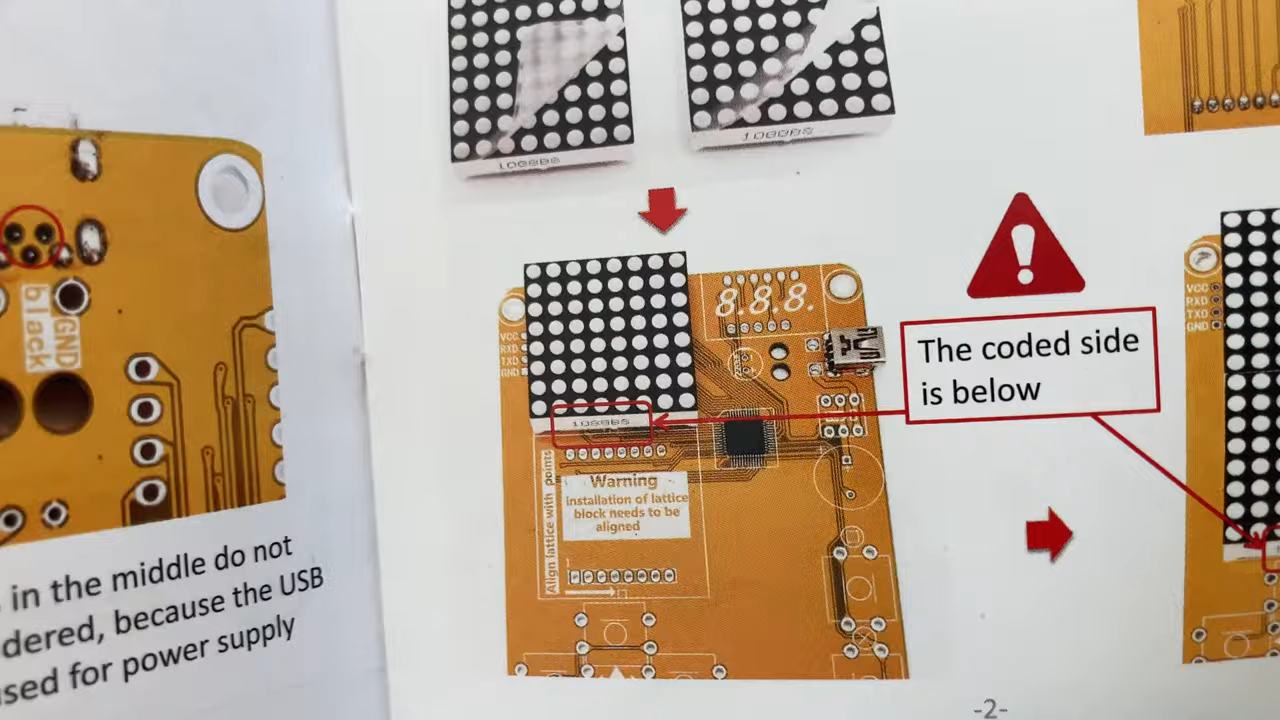 black
GND
in the middle do not
dered, because the USB
used for power supply
1088BS
1088BS
8.8.8.
VCC
RXD
TXD
GND
1088BS
Align lattice with points
Warning
Installation of lattice
block needs to be
aligned
The coded side
is below
VCC
RXD
TXD
GND
-2-